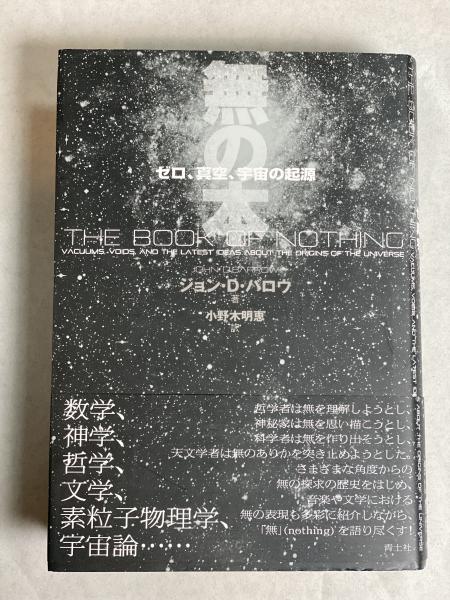 無の本
ゼロ、真空、宇宙の起源
THE BOOK OF NOTHING
VACUUMS, VOIDS, AND THE LATEST IDEAS ABOUT THE ORIGINS OF THE UNIVERSE
JOHN D.BARROW
ジョン・D・バロウ
著
小野木明恵
訳
数学、
神学、
哲学、
文学、
素粒子物理学、
宇宙論………
哲学者は無を理解しようとし、
神秘家は無を思い描こうとし、
科学者は無を作り出そうとし、
天文学者は無のありかを突き止めようとした。
さまざまな角度からの
無の探求の歴史をはじめ、
音楽や文学における
無の表現も多彩に紹介しながら、
「無」(nothing)を語り尽くす!
青土社